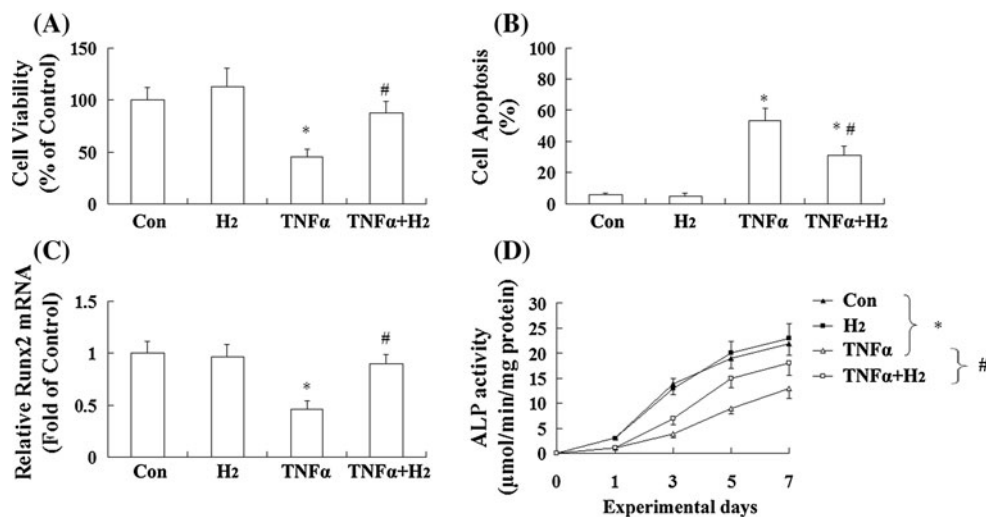 (A)
Cell Viability
(% of Control)
150
100
50
0
#
*
Con H2 TNFα TNFα+H2
(B)
Cell Apoptosis
(%)
100
80
60
40
20
0
*
* #
Con H2 TNFα TNFα+H2
(C)
Relative Runx2 mRNA
(Fold of Control)
1.5
1
0.5
0
#
*
Con H2 TNFα TNFα+H2
(D)
ALP activity
(μmol/min/mg protein)
30
25
20
15
10
5
0
0 1 3 5 7
Experimental days
Con
H2
TNFα
TNFα+H2
*
#